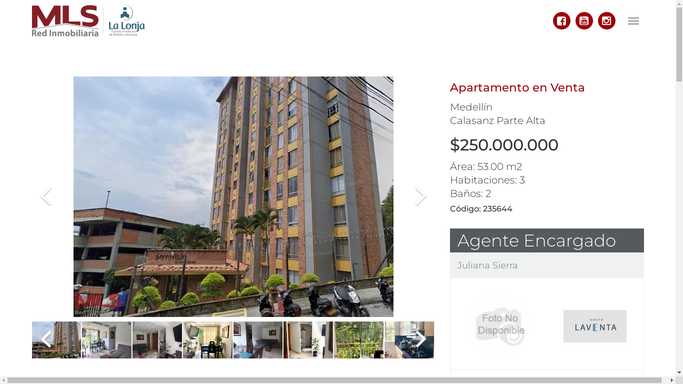 MLS
Red Inmobiliaria
La Lonja
Apartamento en Venta
Medellín
Calasanz Parte Alta
$250.000.000
Área: 53.00 m2
Habitaciones: 3
Baños: 2
Código: 235644
Agente Encargado
Juliana Sierra
Foto No
Disponible
LAVENTA